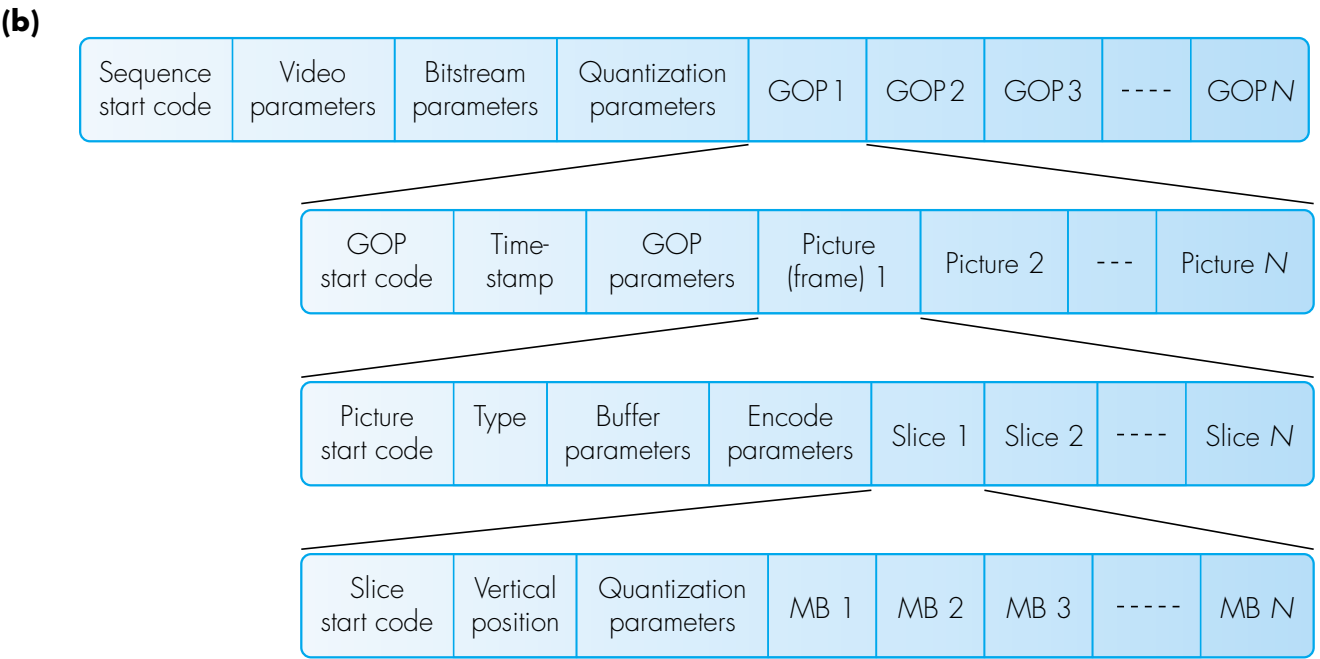 (b)
Sequence start code Video parameters Bitstream parameters Quantization parameters GOP 1 GOP 2 GOP 3 ---- GOP N
GOP start code Time-stamp GOP parameters Picture (frame) 1 Picture 2 --- Picture N
Picture start code Type Buffer parameters Encode parameters Slice 1 Slice 2 ---- Slice N
Slice start code Vertical position Quantization parameters MB 1 MB 2 MB 3 ----- MB N